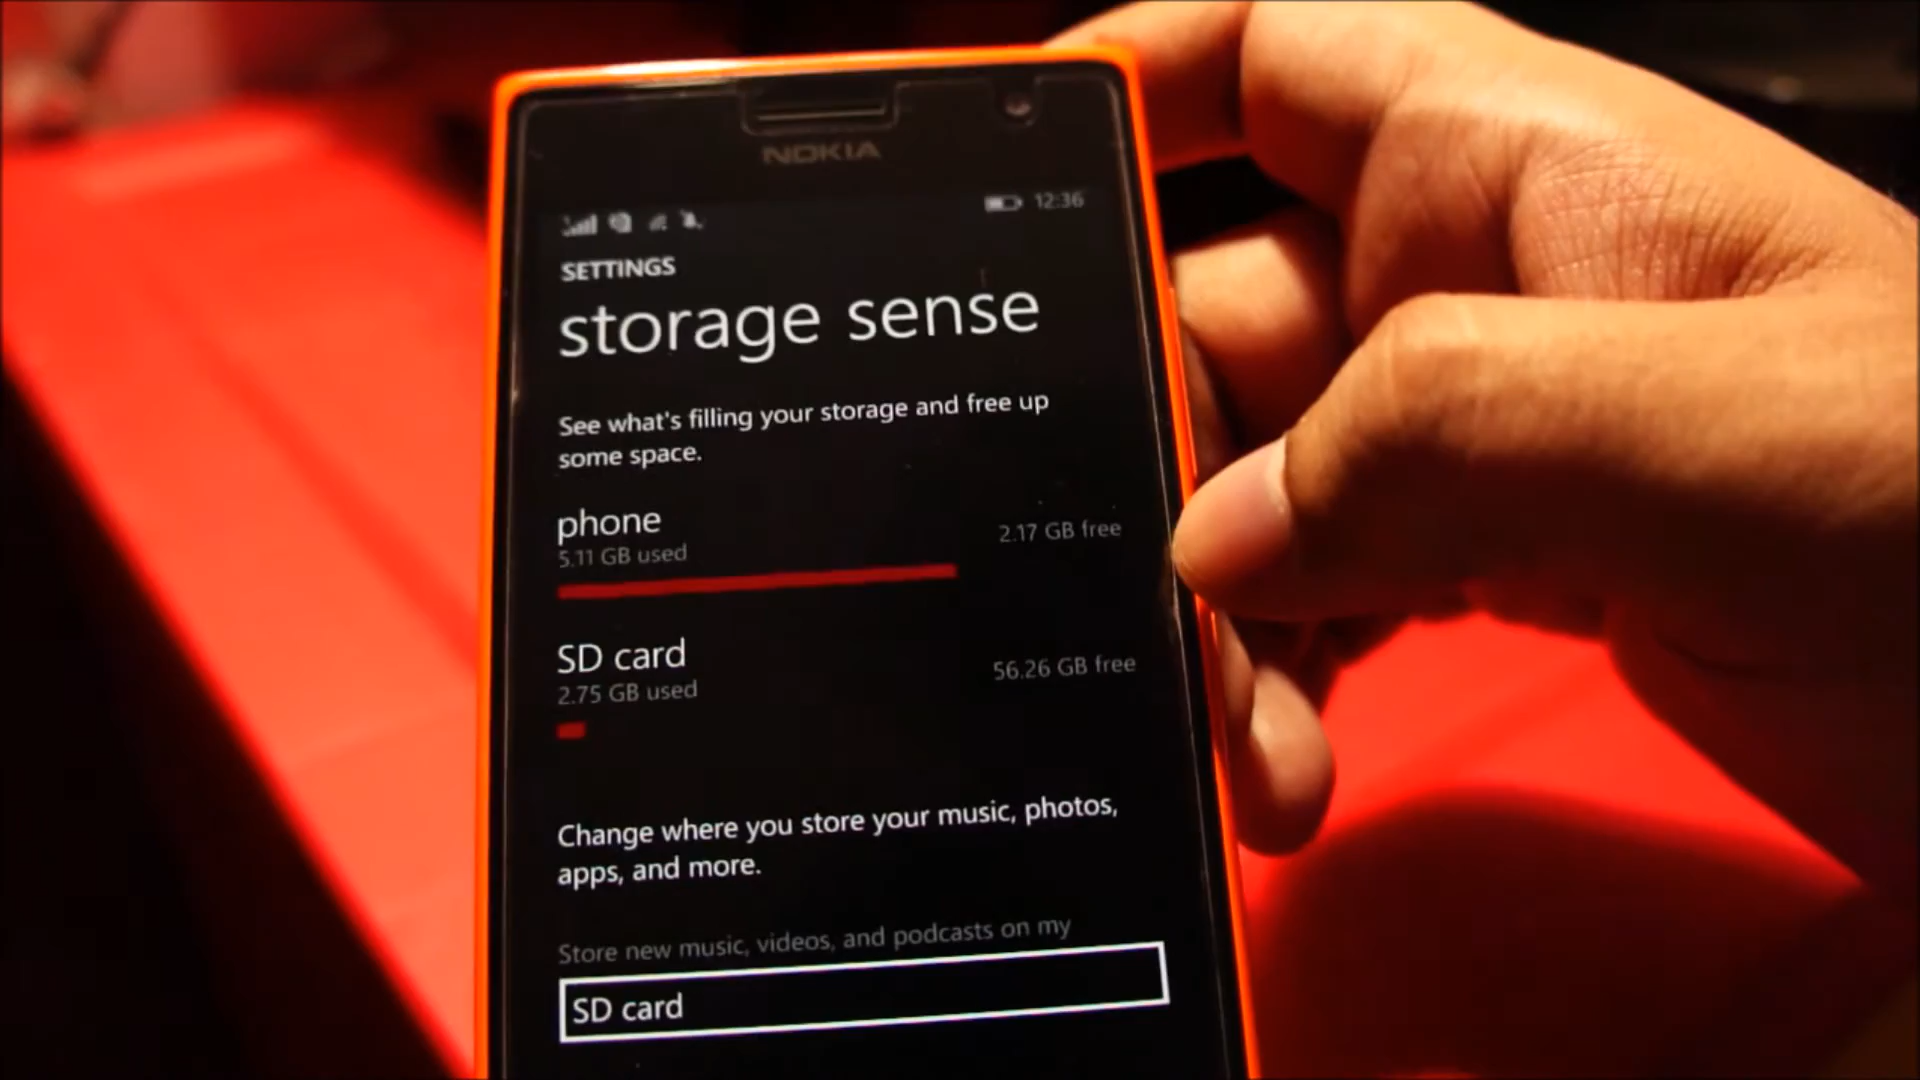 NOKIA
12:36
SETTINGS
storage sense
See what's filling your storage and free up
some space.
phone
5.11 GB used
2.17 GB free
SD card
2.75 GB used
56.26 GB free
Change where you store your music, photos,
apps, and more.
Store new music, videos, and podcasts on my
SD card